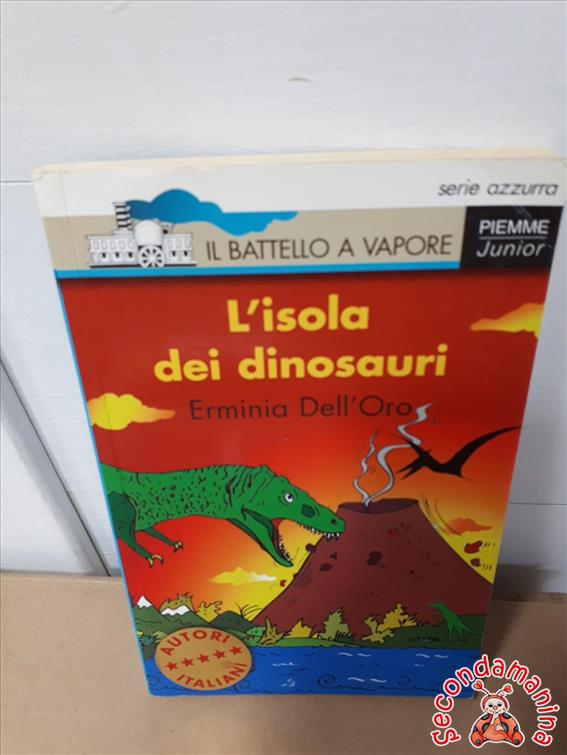 serie azzurra
IL BATTELLO A VAPORE
PIEMME
Junior
L'isola
dei dinosauri
Erminia Dell'Oro
AUTORI
ITALIANI
Secondamanina